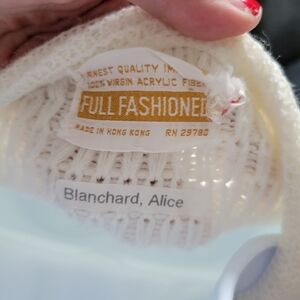 FINEST QUALITY
100% VIRGIN ACRYLIC FIBER
FULL FASHIONED
MADE IN HONG KONG RN 29780
Blanchard, Alice